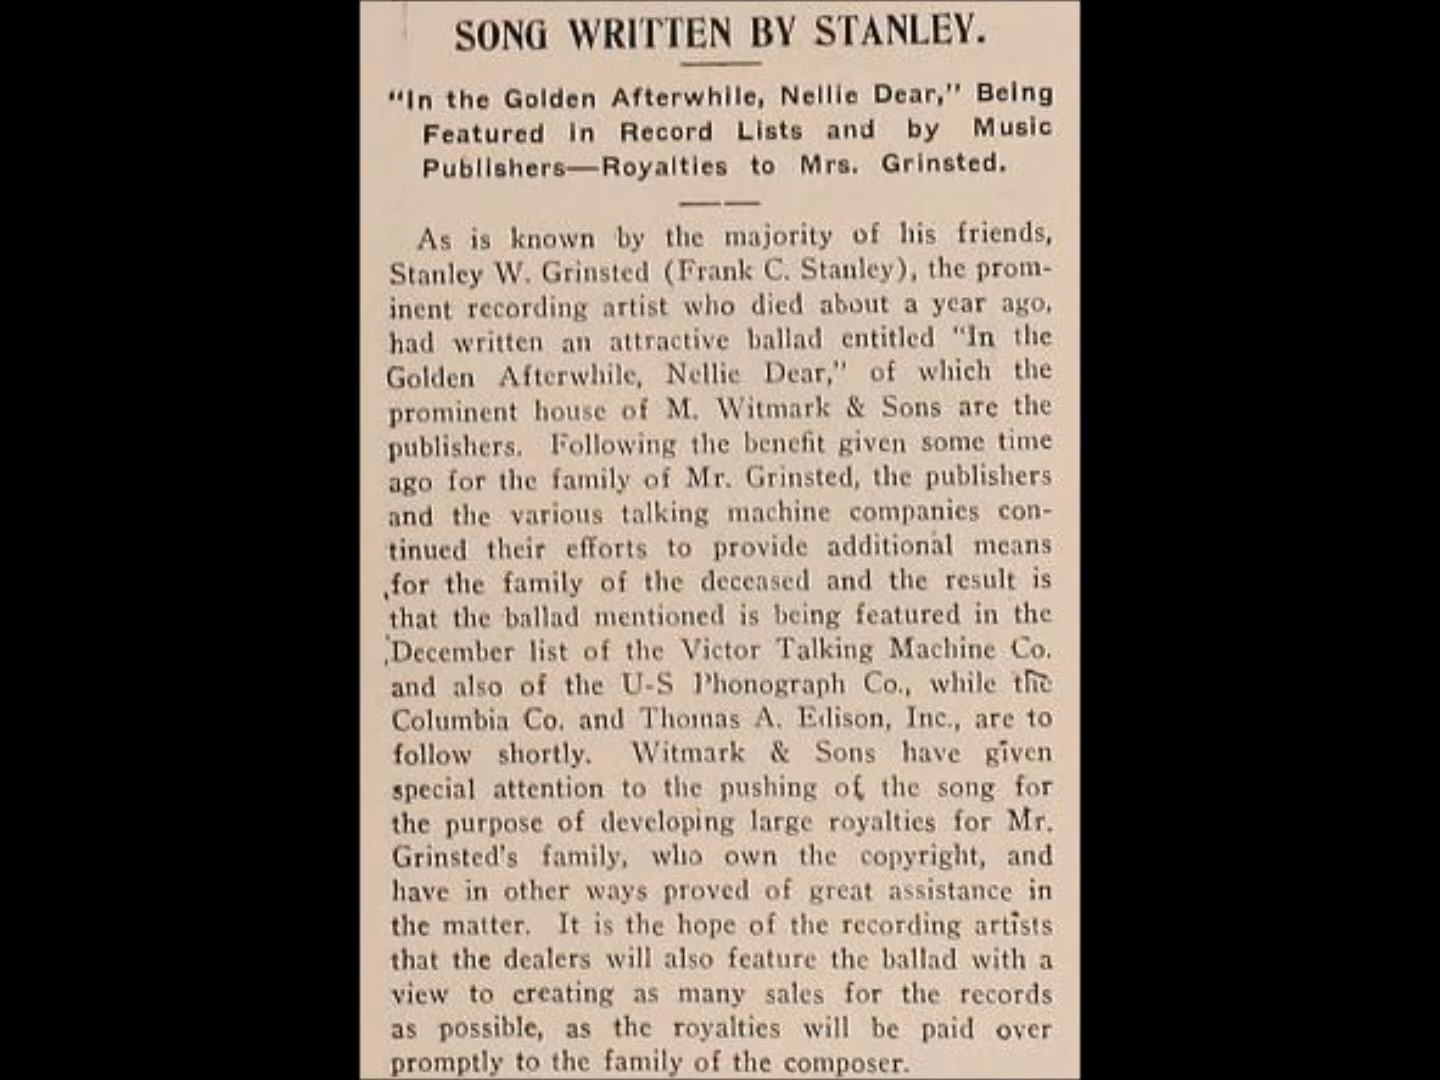 SONG WRITTEN BY STANLEY.
"In the Golden Afterwhile, Nellie Dear," Being
Featured in Record Lists and by Music
Publishers—Royalties to Mrs. Grinsted.
As is known by the majority of his friends,
Stanley W. Grinsted (Frank C. Stanley), the prom-
inent recording artist who died about a year ago,
had written an attractive ballad entitled "In the
Golden Afterwhile, Nellie Dear," of which the
prominent house of M. Witmark & Sons are the
publishers. Following the benefit given some time
ago for the family of Mr. Grinsted, the publishers
and the various talking machine companies con-
tinued their efforts to provide additional means
for the family of the deceased and the result is
that the ballad mentioned is being featured in the
December list of the Victor Talking Machine Co.
and also of the U-S Phonograph Co., while the
Columbia Co. and Thomas A. Edison, Inc., are to
follow shortly. Witmark & Sons have given
special attention to the pushing of the song for
the purpose of developing large royalties for Mr.
Grinsted's family, who own the copyright, and
have in other ways proved of great assistance in
the matter. It is the hope of the recording artists
that the dealers will also feature the ballad with a
view to creating as many sales for the records
as possible, as the royalties will be paid over
promptly to the family of the composer.